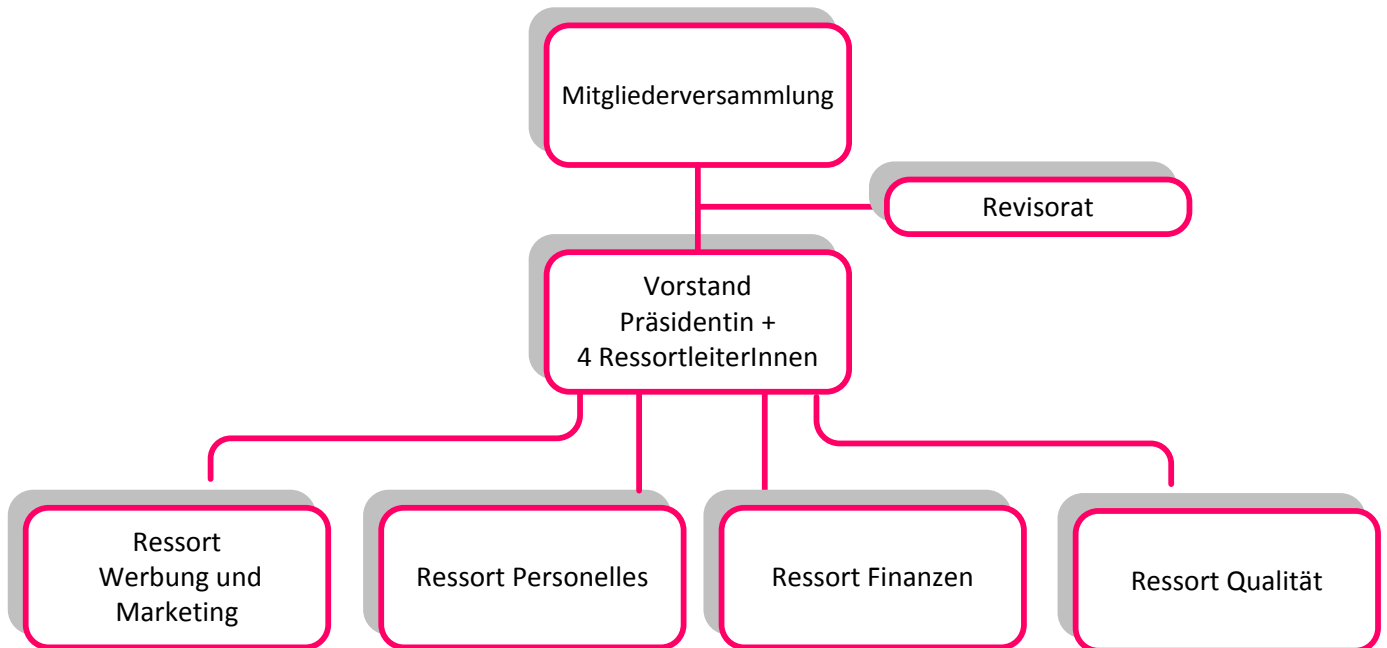 Mitgliederversammlung
Revisorat
Vorstand
Präsidentin +
4 RessortleiterInnen
Ressort
Werbung und
Marketing
Ressort Personelles
Ressort Finanzen
Ressort Qualität